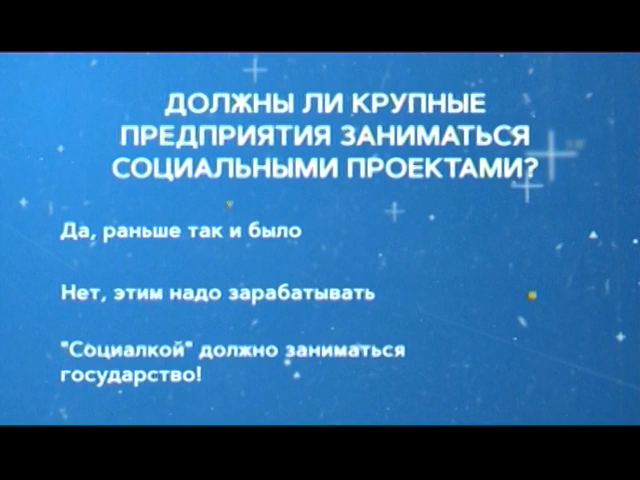 ДОЛЖНЫ ЛИ КРУПНЫЕ
ПРЕДПРИЯТИЯ ЗАНИМАТЬСЯ
СОЦИАЛЬНЫМИ ПРОЕКТАМИ?
Да, раньше так и было
Нет, этим надо зарабатывать
"Социалкой" должно заниматься
государство!